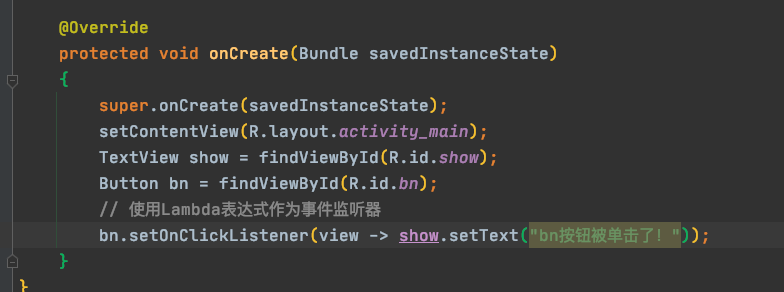 @Override
protected void onCreate(Bundle savedInstanceState)
{
super.onCreate(savedInstanceState);
setContentView(R.layout.activity_main);
TextView show = findViewById(R.id.show);
Button bn = findViewById(R.id.bn);
// 使用Lambda表达式作为事件监听器
bn.setOnClickListener(view -> show.setText("bn按钮被单击了！"));
}
}